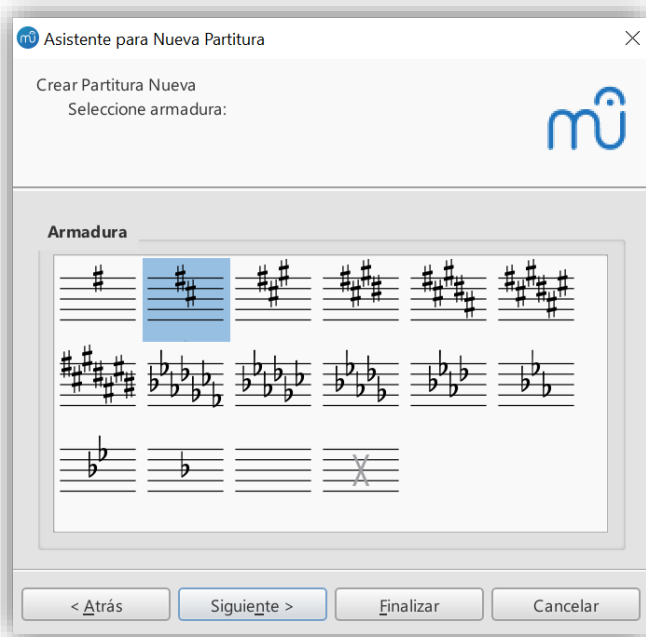 Asistente para Nueva Partitura
Crear Partitura Nueva
Seleccione armadura:
Armadura
< Atrás
Siguiente >
Finalizar
Cancelar